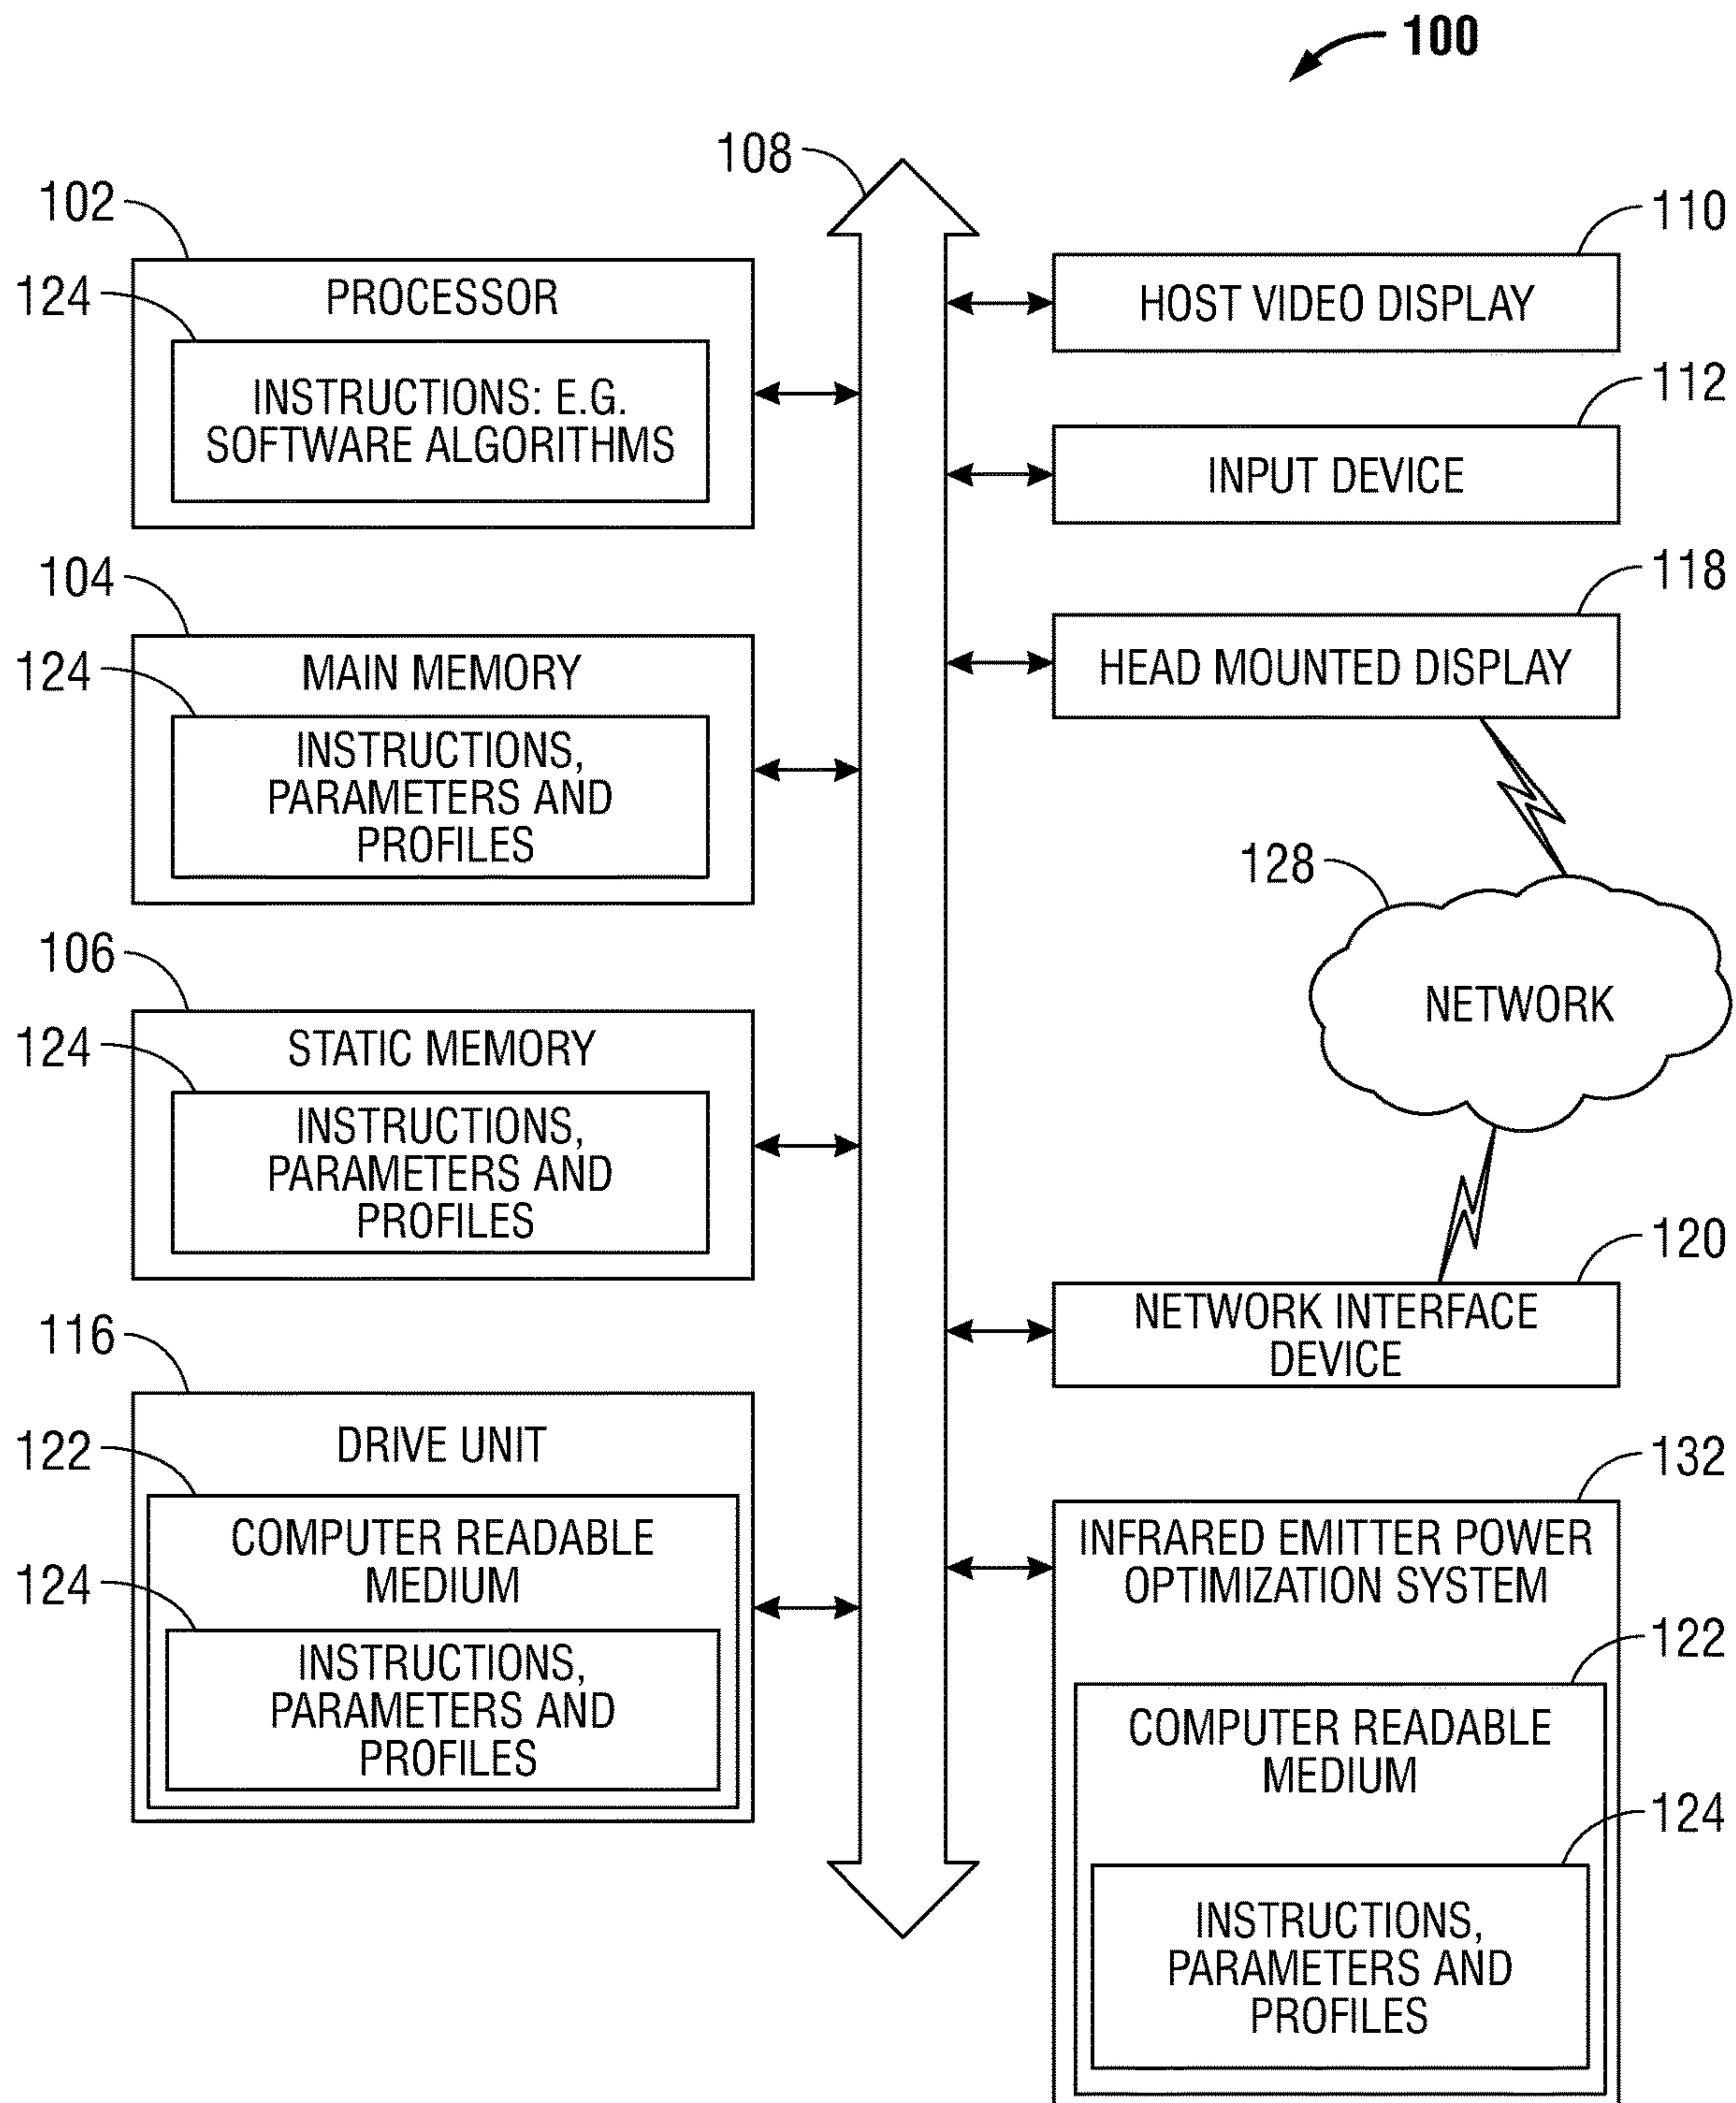 100
108
102
124
PROCESSOR
INSTRUCTIONS: E.G.
SOFTWARE ALGORITHMS
104
124
MAIN MEMORY
INSTRUCTIONS,
PARAMETERS AND
PROFILES
106
124
STATIC MEMORY
INSTRUCTIONS,
PARAMETERS AND
PROFILES
116
122
DRIVE UNIT
COMPUTER READABLE
MEDIUM
124
INSTRUCTIONS,
PARAMETERS AND
PROFILES
110
HOST VIDEO DISPLAY
112
INPUT DEVICE
118
HEAD MOUNTED DISPLAY
128
NETWORK
120
NETWORK INTERFACE
DEVICE
132
INFRARED EMITTER POWER
OPTIMIZATION SYSTEM
122
COMPUTER READABLE
MEDIUM
124
INSTRUCTIONS,
PARAMETERS AND
PROFILES